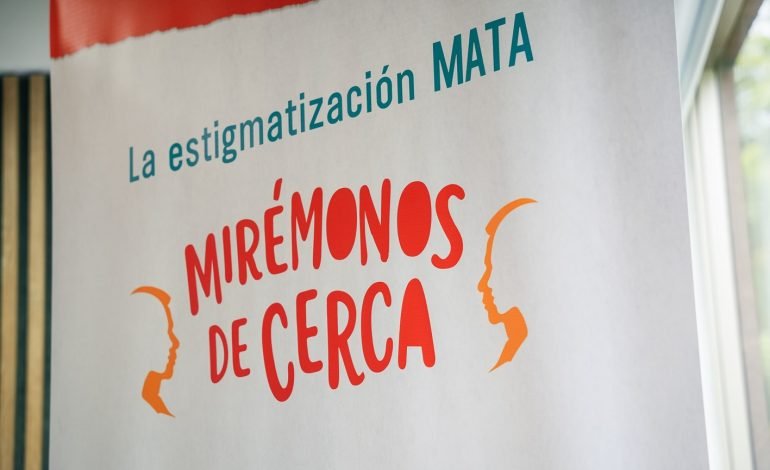 La estigmatización MATA
MIRÉMONOS
DE CERCA